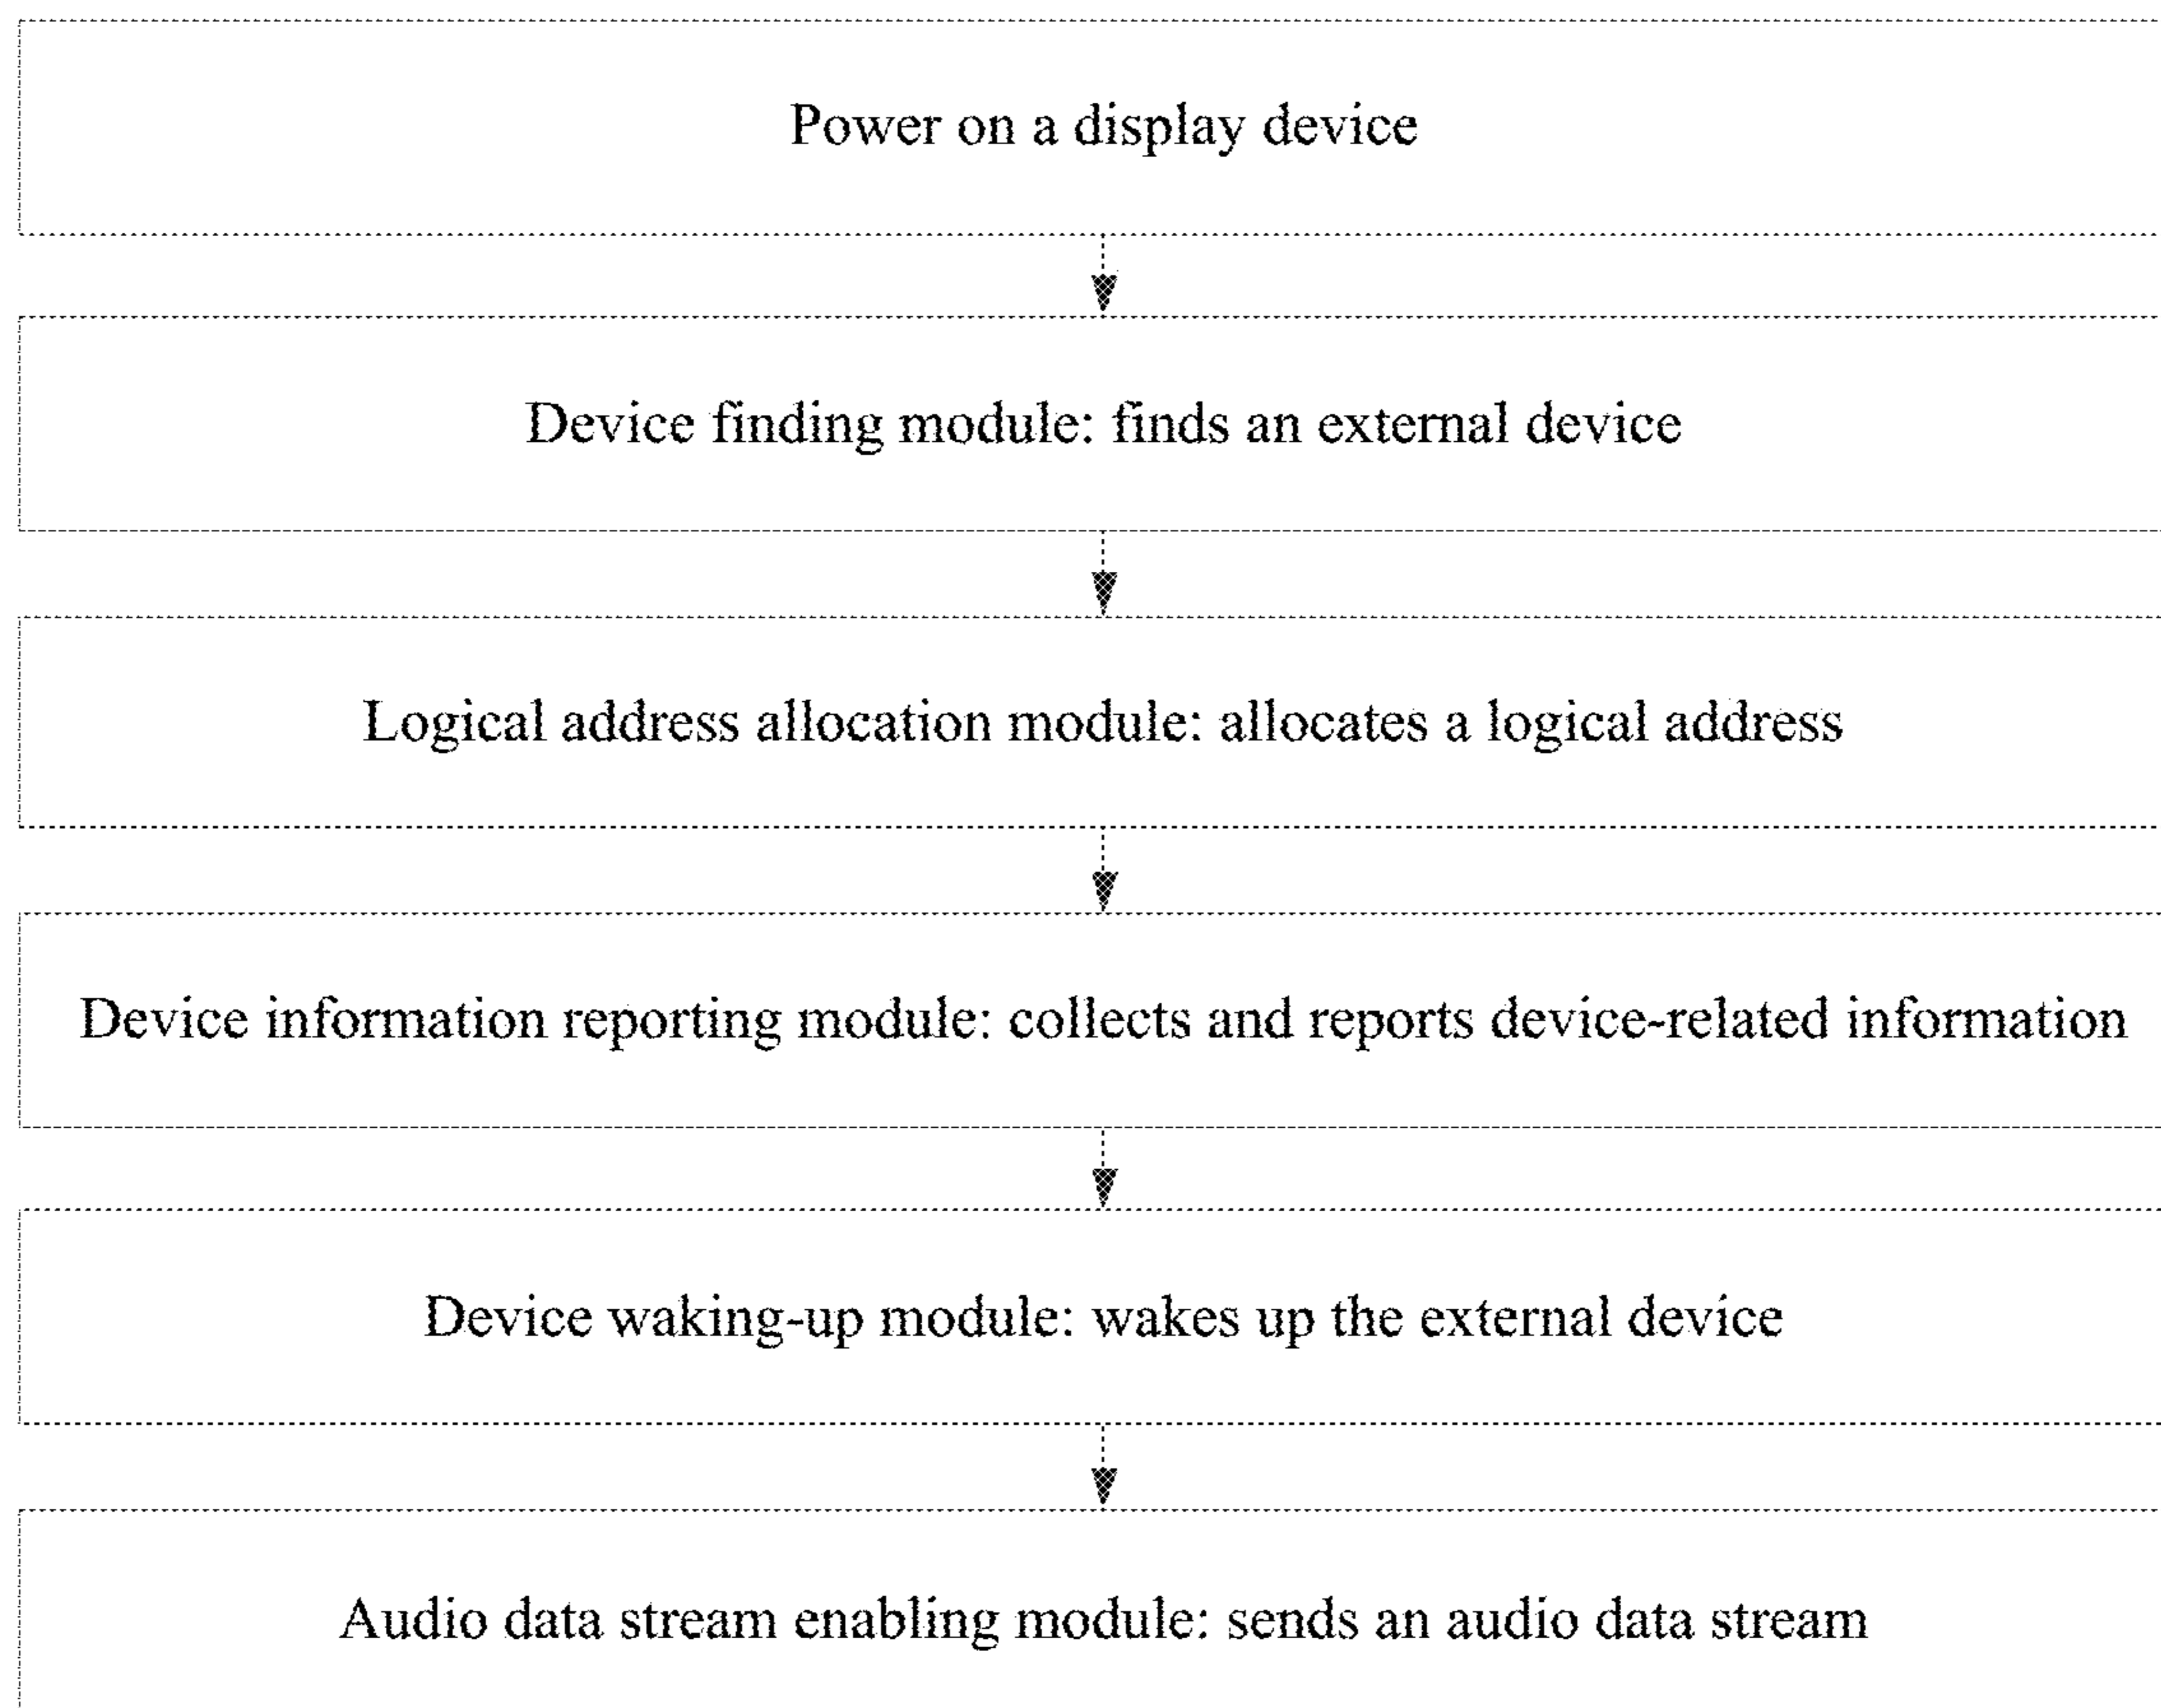 Power on a display device
Device finding module: finds an external device
Logical address allocation module: allocates a logical address
Device information reporting module: collects and reports device-related information
Device waking-up module: wakes up the external device
Audio data stream enabling module: sends an audio data stream